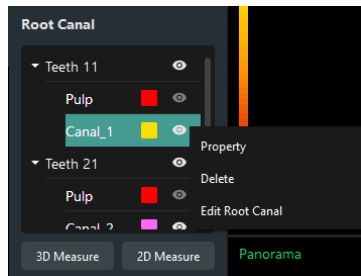 Root Canal
Teeth 11
Pulp
Canal_1
Property
Delete
Edit Root Canal
Teeth 21
Pulp
Canal_2
3D Measure
2D Measure
Panorama